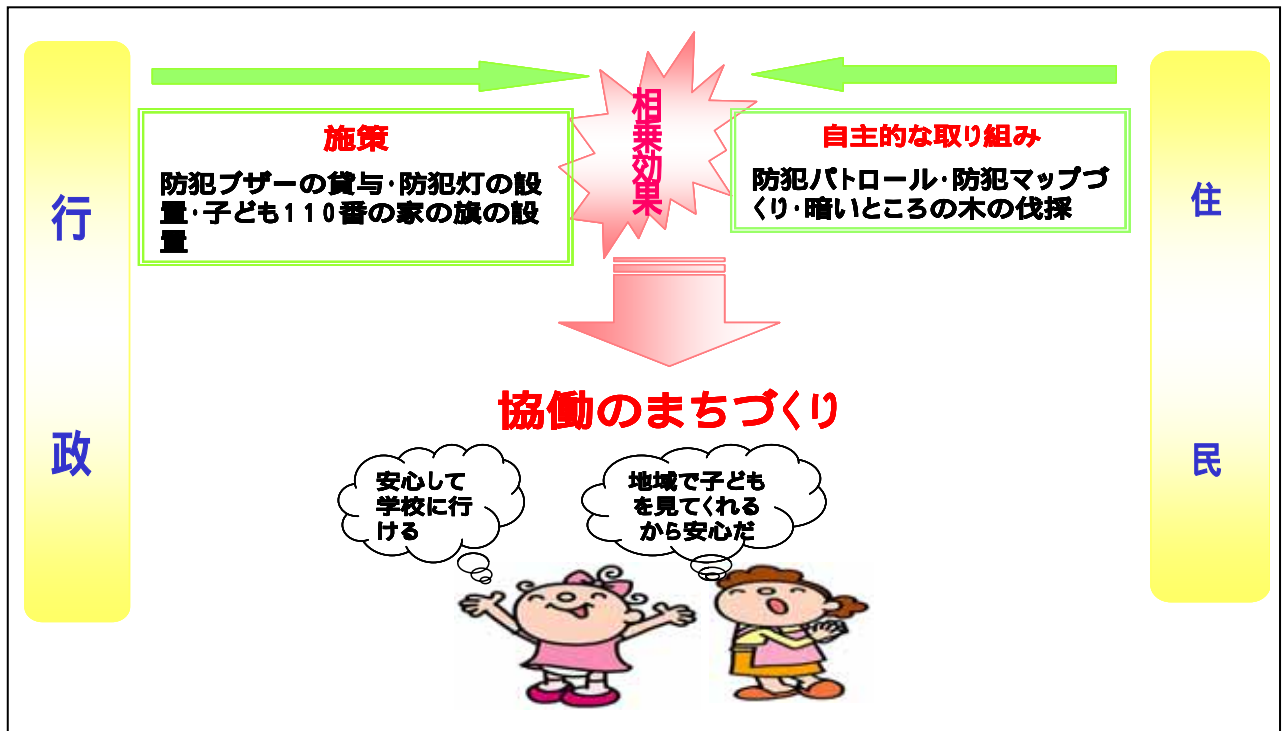 行政
施策
防犯ブザーの貸与・防犯灯の設
置・子ども110番の家の旗の設
置
相乗効果
自主的な取り組み
防犯パトロール・防犯マップづ
くり・暗いところの木の伐採
住民
協働のまちづくり
安心して
学校に行
ける
地域で子ども
を見てくれる
から安心だ